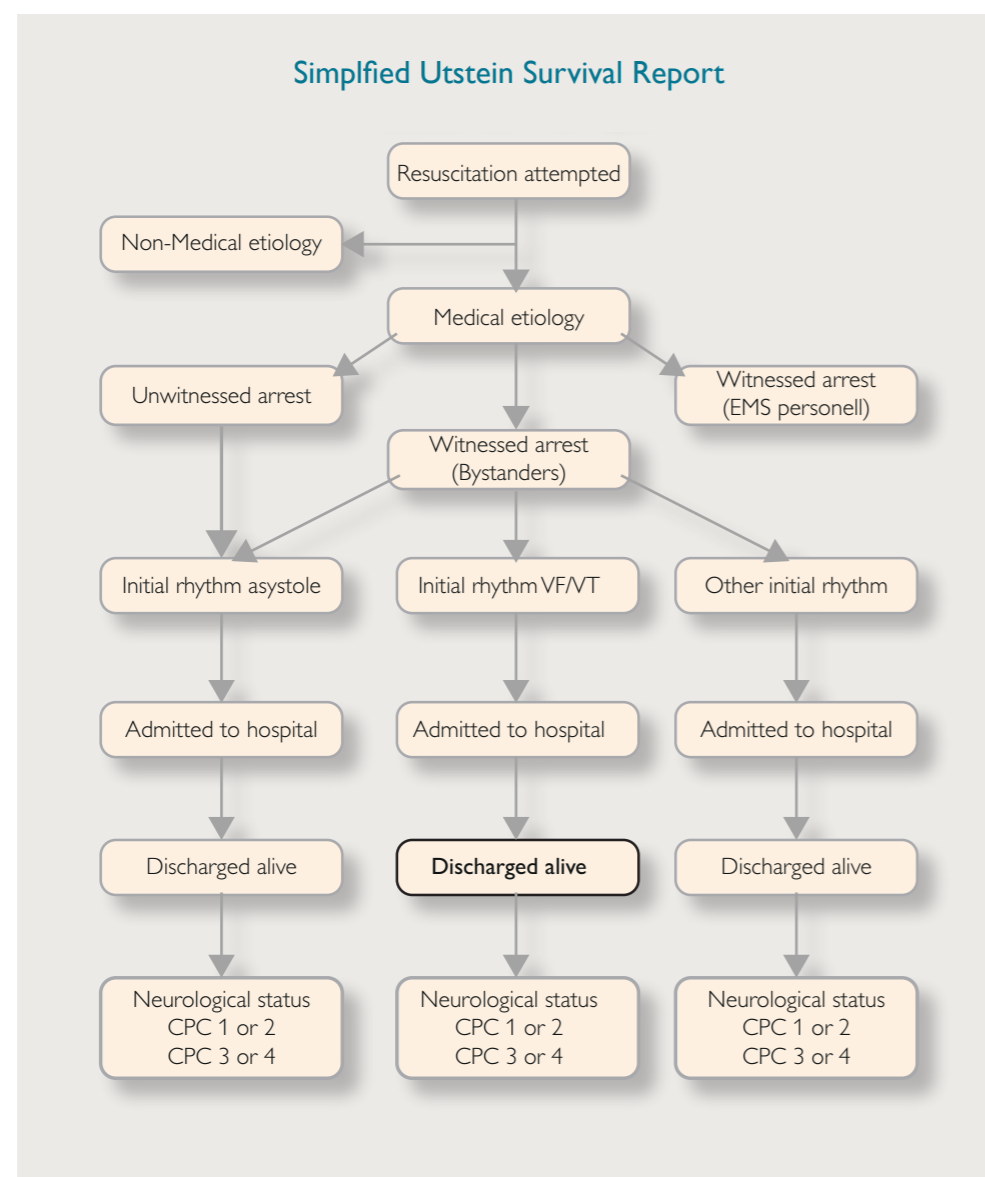 Simplfied Utstein Survival Report
Resuscitation attempted
Non-Medical etiology
Medical etiology
Unwitnessed arrest
Witnessed arrest
(EMS personell)
Witnessed arrest
(Bystanders)
Initial rhythm asystole
Initial rhythm VF/VT
Other initial rhythm
Admitted to hospital
Admitted to hospital
Admitted to hospital
Discharged alive
Discharged alive
Discharged alive
Neurological status
CPC 1 or 2
CPC 3 or 4
Neurological status
CPC 1 or 2
CPC 3 or 4
Neurological status
CPC 1 or 2
CPC 3 or 4